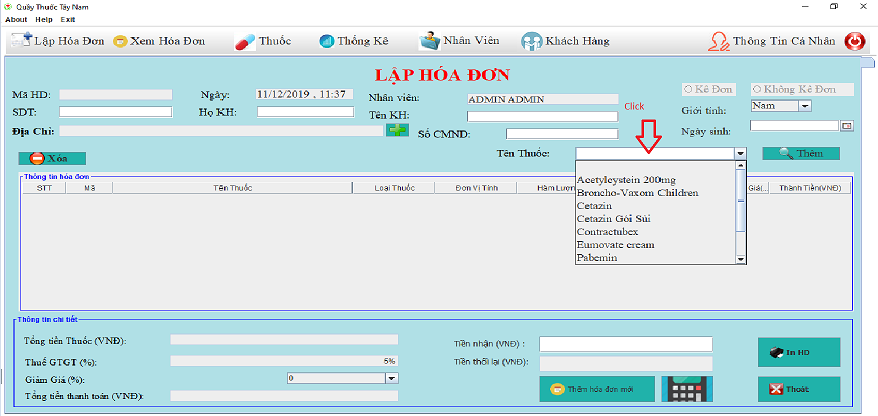 Quầy Thuốc Tây Nam
About Help Exit
Lập Hóa Đơn Xem Hóa Đơn Thuốc Thống Kê Nhân Viên Khách Hàng Thông Tin Cá Nhân
LẬP HÓA ĐƠN
Mã HD: Ngày: 11/12/2019 , 11:37 Nhân viên: ADMIN ADMIN Kê Đơn Không Kê Đơn
SDT: Họ KH: Tên KH: Click Giới tính: Nam
Địa Chỉ: Số CMND: Ngày sinh:
Xóa Tên Thuốc: Thêm
Thông tin hóa đơn
STT Mã Tên Thuốc Loại Thuốc Đơn Vị Tính Hàm Lượn Giá(... Thành Tiền(VNĐ)
Acetylcystein 200mg
Broncho-Vaxom Children
Cetazin
Cetazin Gói Sủi
Contractubex
Eumovate cream
Pabemin
Thông tin chi tiết
Tổng tiền Thuốc (VNĐ): Tiền nhận (VNĐ) : In HD
Thuế GTGT (%): 5% Tiền thối lại (VNĐ):
Giảm Giá (%): 0
Tổng tiền thanh toán (VNĐ): Thêm hóa đơn mới Thoát